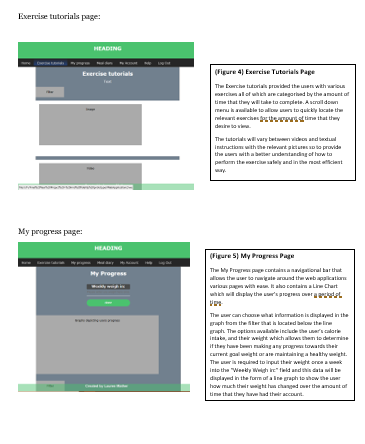 Exercise tutorials page:
HEADING
Home Exercise tutorials My progress Meal diary My Account Help Log Out
Exercise tutorials
Text
Filter
Image
Video
(Figure 4) Exercise Tutorials Page
The Exercise tutorials provided the users with various
exercises all of which are categorised by the amount of
time that they will take to complete. A scroll down
menu is available to allow users to quickly locate the
relevant exercises for the amount of time that they
desire to view.
The tutorials will vary between videos and textual
instructions with the relevant pictures so to provide
the users with a better understanding of how to
perform the exercise safely and in the most efficient
way.
My progress page:
HEADING
Home Exercise tutorials My progress Meal diary My Account Help Log Out
My Progress
Weekly weigh in:
Created by Lauren
(Figure 5) My Progress Page
The My Progress page contains a navigational bar that
allows the user to navigate around the web applications
various pages with ease. It also contains a Line Chart
which will display the user's progress over a period of
time.
The user can choose what information is displayed in the
graph from the filter that is located below the line
graph. The options available include the user's calorie
intake, and their weight which allows them to determine
if they have been making any progress towards their
current goal weight or are maintaining a healthy weight.
The user is required to input their weight once a week
into the "Weekly Weigh in:" field and this data will be
displayed in the form of a line graph to show the user
how much their weight has changed over the amount of
time that they have had their account.